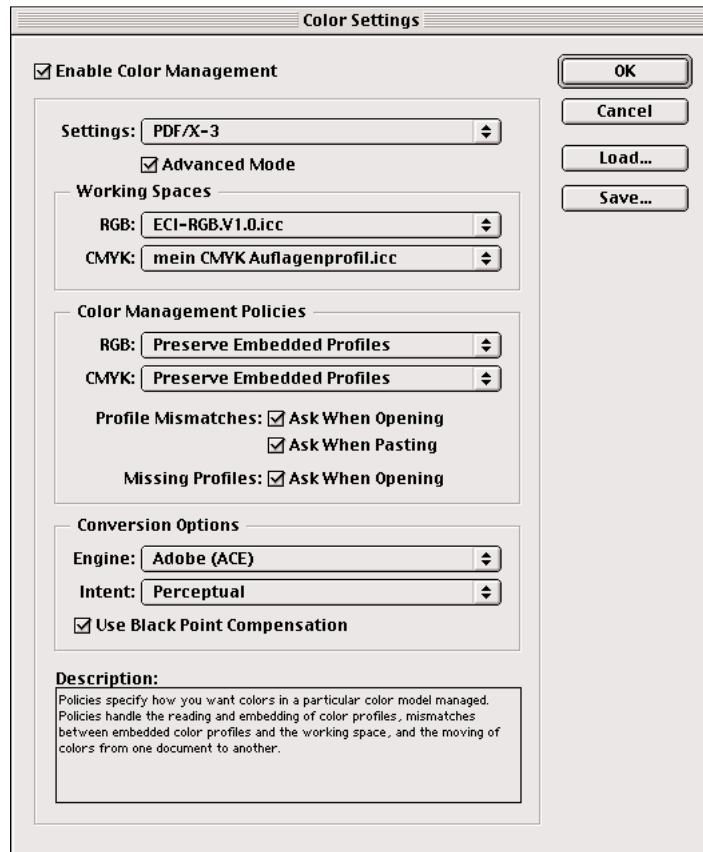 Color Settings
Enable Color Management
OK
Cancel
Load...
Save...
Settings: PDF/X-3
Advanced Mode
Working Spaces
RGB: ECI-RGB.V1.0.icc
CMYK: mein CMYK Auflagenprofil.icc
Color Management Policies
RGB: Preserve Embedded Profiles
CMYK: Preserve Embedded Profiles
Profile Mismatches: Ask When Opening
Ask When Pasting
Missing Profiles: Ask When Opening
Conversion Options
Engine: Adobe (ACE)
Intent: Perceptual
Use Black Point Compensation
Description:
Policies specify how you want colors in a particular color model managed.
Policies handle the reading and embedding of color profiles, mismatches
between embedded color profiles and the working space, and the moving of
colors from one document to another.